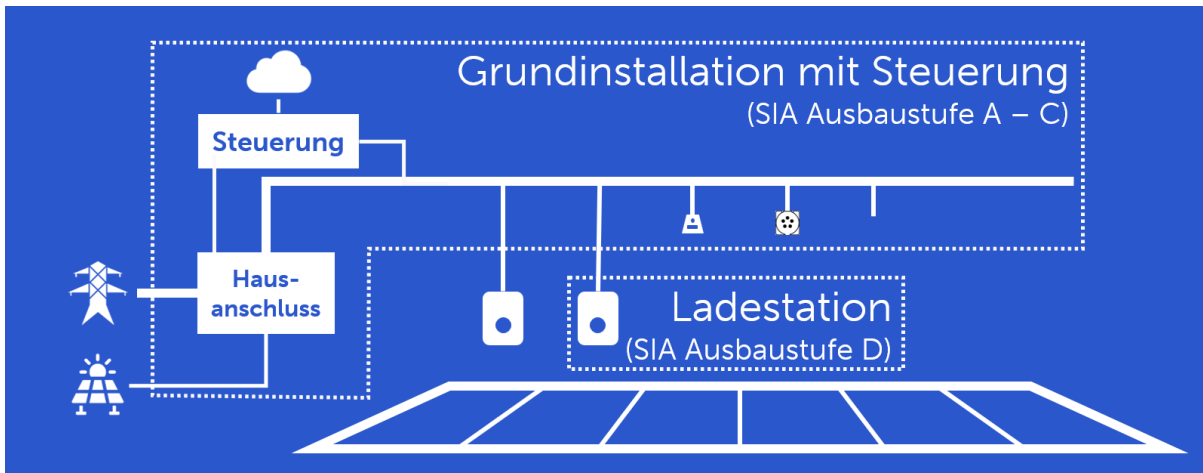 Grundinstallation mit Steuerung
(SIA Ausbaustufe A – C)
Steuerung
Haus-
anschluss
Ladestation
(SIA Ausbaustufe D)